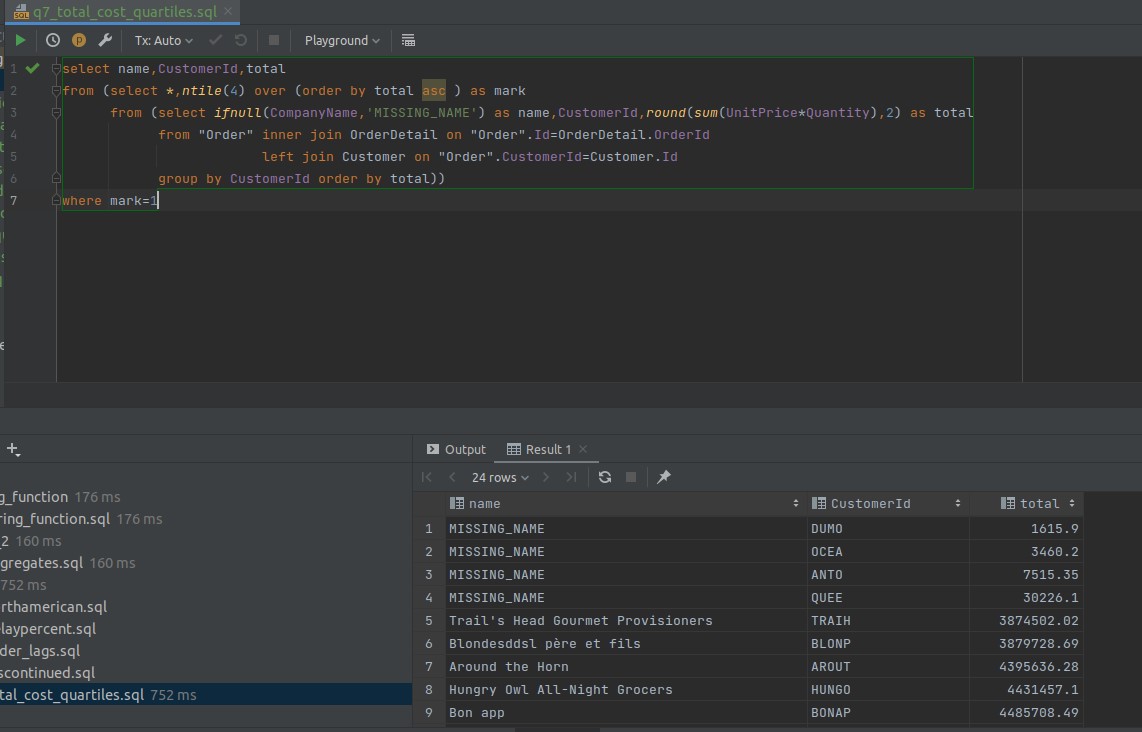 q7_total_cost_quartiles.sql
Tx: Auto
Playground
1 select name,CustomerId,total
2 from (select *,ntile(4) over (order by total asc ) as mark
3 from (select ifnull(CompanyName,'MISSING_NAME') as name,CustomerId,round(sum(UnitPrice*Quantity),2) as total
4 from "Order" inner join OrderDetail on "Order".Id=OrderDetail.OrderId
5 left join Customer on "Order".CustomerId=Customer.Id
6 group by CustomerId order by total))
7 where mark=1
g_function 176 ms
ring_function.sql 176 ms
_2 160 ms
gregates.sql 160 ms
752 ms
rthamerican.sql
laypercent.sql
der_lags.sql
scontinued.sql
tal_cost_quartiles.sql 752 ms
Output Result 1
24 rows
name CustomerId total
1 MISSING_NAME DUMO 1615.9
2 MISSING_NAME OCEA 3460.2
3 MISSING_NAME ANTO 7515.35
4 MISSING_NAME QUEE 30226.1
5 Trail's Head Gourmet Provisioners TRAIH 3874502.02
6 Blondesddsl père et fils BLONP 3879728.69
7 Around the Horn AROUT 4395636.28
8 Hungry Owl All-Night Grocers HUNGO 4431457.1
9 Bon app BONAP 4485708.49